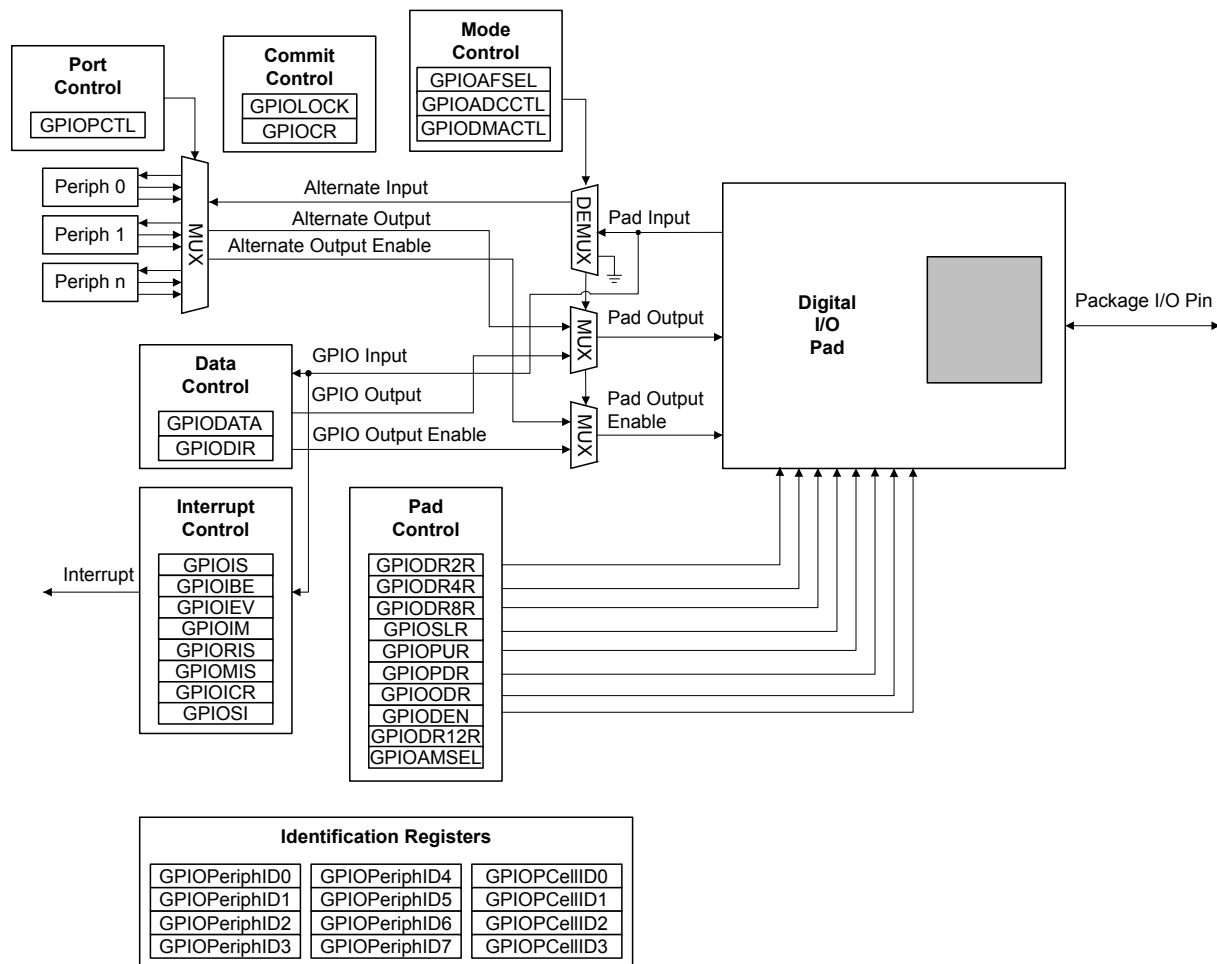 Port
Control
GPIOPCTL
Commit
Control
GPIOLOCK
GPIOCR
Mode
Control
GPIOAFSEL
GPIOADCCTL
GPIODMACTL
Periph 0
Periph 1
Periph n
MUX
Alternate Input
Alternate Output
Alternate Output Enable
DEMUX
Pad Input
MUX
Pad Output
MUX
Pad Output
Enable
Digital
I/O
Pad
Package I/O Pin
Data
Control
GPIODATA
GPIODIR
GPIO Input
GPIO Output
GPIO Output Enable
Interrupt
Interrupt
Control
GPIOIS
GPIOIBE
GPIOIEV
GPIOIM
GPIORIS
GPIOMIS
GPIOICR
GPIOSI
Pad
Control
GPIODR2R
GPIODR4R
GPIODR8R
GPIOSLR
GPIOPUR
GPIOPDR
GPIOODR
GPIODEN
GPIODR12R
GPIOAMSEL
Identification Registers
GPIOPeriphID0
GPIOPeriphID1
GPIOPeriphID2
GPIOPeriphID3
GPIOPeriphID4
GPIOPeriphID5
GPIOPeriphID6
GPIOPeriphID7
GPIOPCellID0
GPIOPCellID1
GPIOPCellID2
GPIOPCellID3